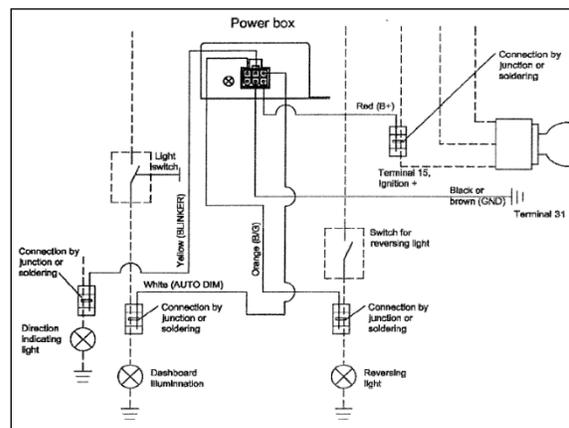 Power box
Connection by
junction or
soldering
Red (B+)
Light
switch
Terminal 15,
Ignition +
Black or
brown (GND)
Terminal 31
Yellow (BLINKER)
Orange (B/G)
Switch for
reversing light
Connection by
junction or
soldering
White (AUTO DIM)
Connection by
junction or
soldering
Connection by
junction or
soldering
Direction
indicating
light
Dashboard
illuminnation
Reversing
light